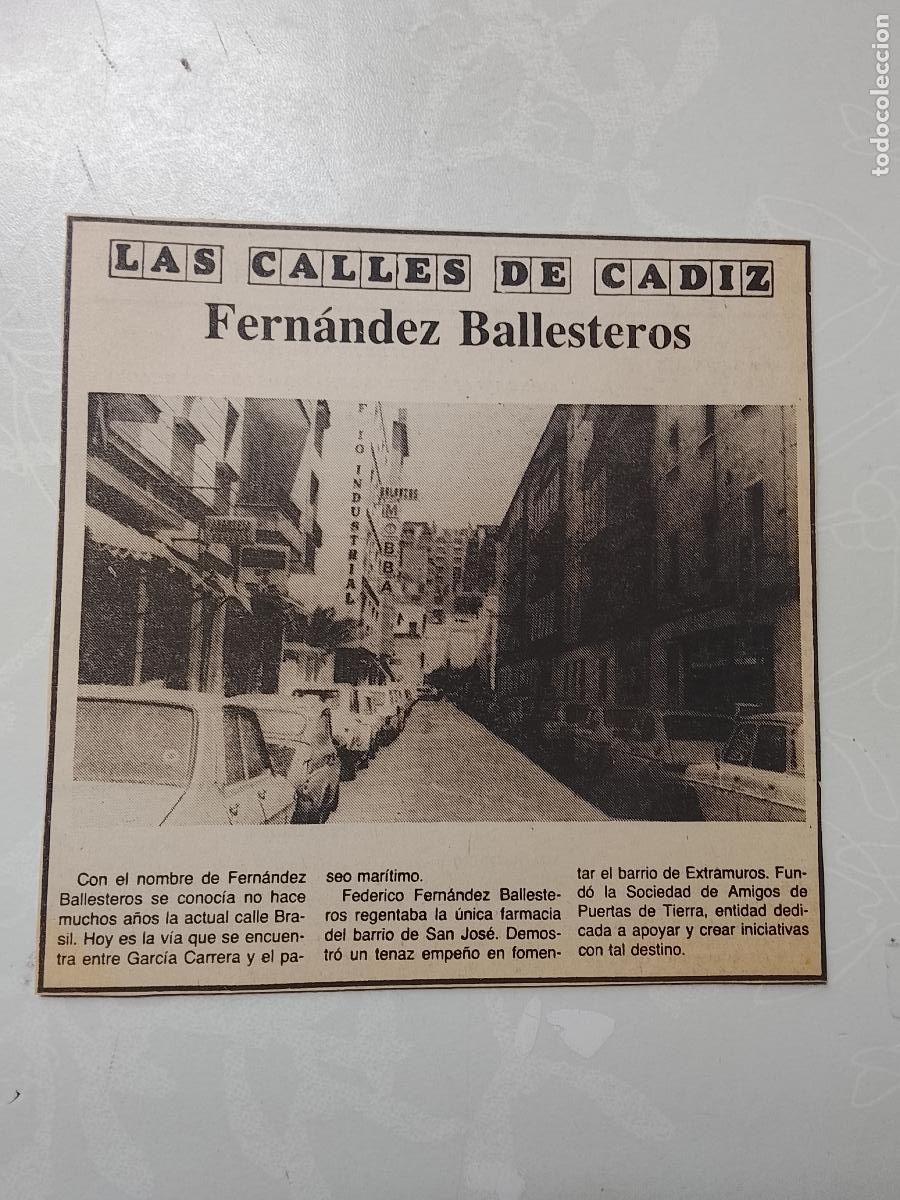 todocoleccion
LAS CALLES DE CADIZ
Fernández Ballesteros
INDUSTRIAL
Con el nombre de Fernández
Ballesteros se conocía no hace
muchos años la actual calle Bra-
sil. Hoy es la vía que se encuen-
tra entre García Carrera y el pa-
seo marítimo.
Federico Fernández Balleste-
ros regentaba la única farmacia
del barrio de San José. Demos-
tró un tenaz empeño en fomen-
tar el barrio de Extramuros. Fun-
dó la Sociedad de Amigos de
Puertas de Tierra, entidad dedi-
cada a apoyar y crear iniciativas
con tal destino.